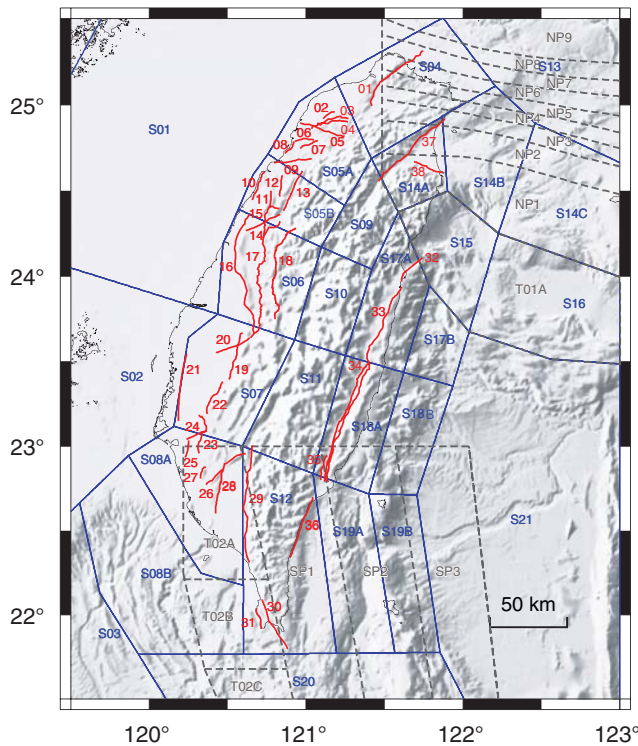 NP9
S04
NP8
S13
01
NP7
NP6
25°
02
03
NP5
S01
06
04
NP4
08
05
37
NP3
07
NP2
09
S05A
38
10
12
S14A
S14B
11
13
NP1
15
S05B
S09
S14C
14
S15
24°
17
S17A
32
16
18
S06
S10
T01A
S16
33
20
S17B
21
19
34
S02
S11
S07
22
S18A
S18B
24
23°
23
S08A
25
35
27
26
28
29
S12
36
S19A
S19B
S21
T02A
S08B
SP1
SP2
SP3
50 km
22°
T02B
30
31
S03
S20
T02C
120°
121°
122°
123°